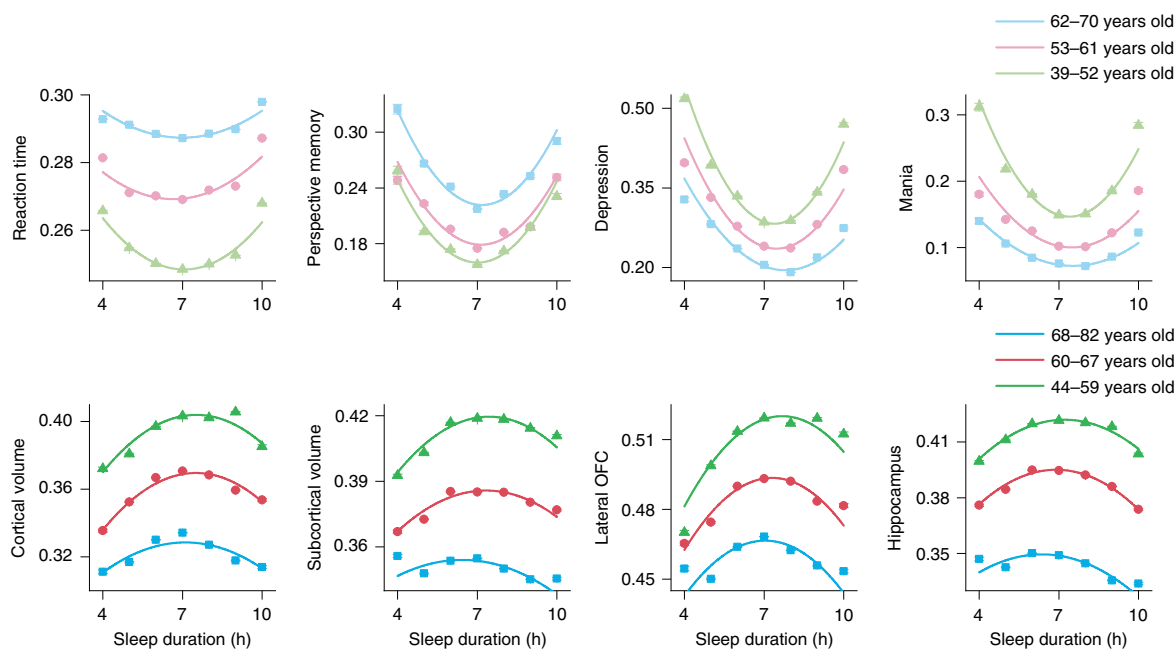 62–70 years old
53–61 years old
39–52 years old
Reaction time
0.30
0.28
0.26
4 7 10
Perspective memory
0.30
0.24
0.18
4 7 10
Depression
0.50
0.35
0.20
4 7 10
Mania
0.3
0.2
0.1
4 7 10
68–82 years old
60–67 years old
44–59 years old
Cortical volume
0.40
0.36
0.32
4 7 10
Sleep duration (h)
Subcortical volume
0.42
0.39
0.36
4 7 10
Sleep duration (h)
Lateral OFC
0.51
0.48
0.45
4 7 10
Sleep duration (h)
Hippocampus
0.41
0.38
0.35
4 7 10
Sleep duration (h)